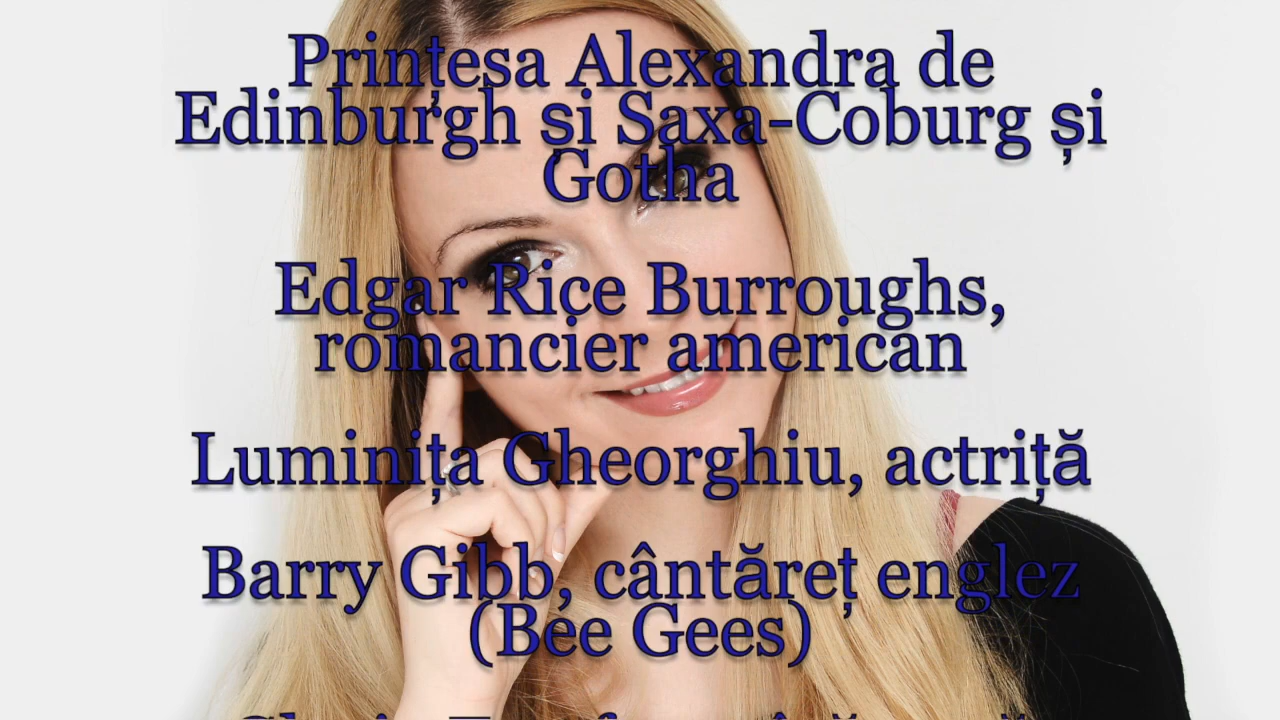 Prințesa Alexandra de
Edinburgh și Saxa-Coburg și
Gotha
Edgar Rice Burroughs,
romancier american
Luminița Gheorghiu, actriță
Barry Gibb, cântăreț englez
(Bee Gees)